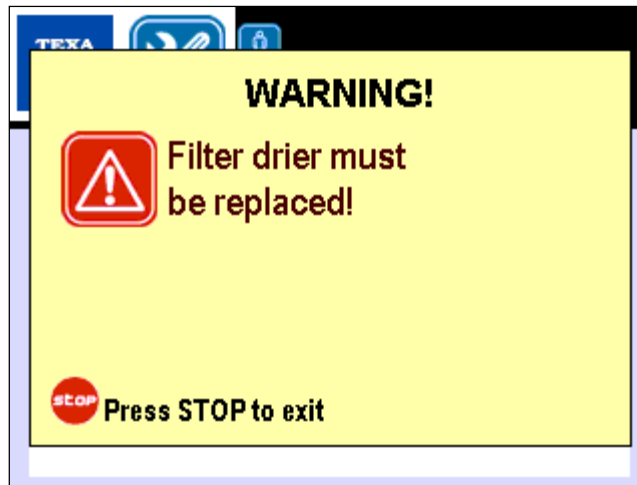 TEXA
WARNING!
Filter drier must
be replaced!
stop
Press STOP to exit